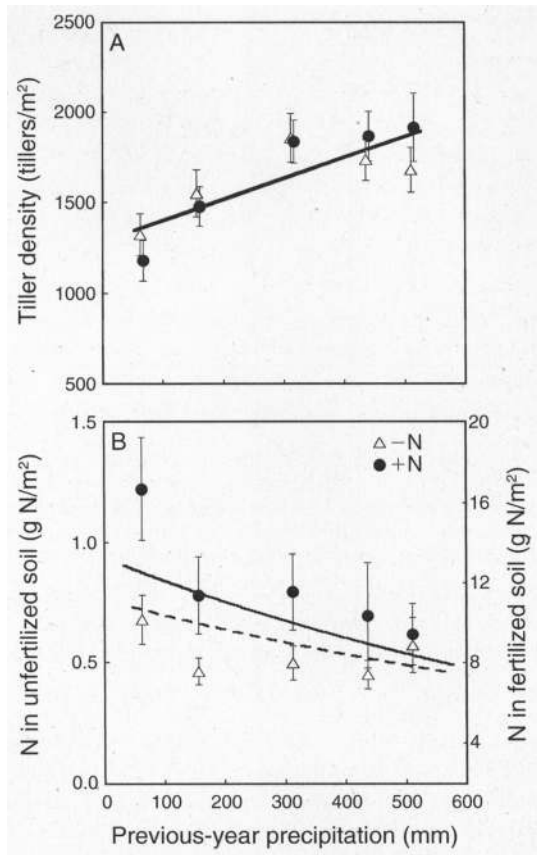 2500
A
2000
1500
1000
500
Tiller density (tillers/m²)
1.5
B
1.0
0.5
0.0
N in unfertilized soil (g N/m²)
△ −N
● +N
20
16
12
8
4
N in fertilized soil (g N/m²)
0 100 200 300 400 500 600
Previous-year precipitation (mm)